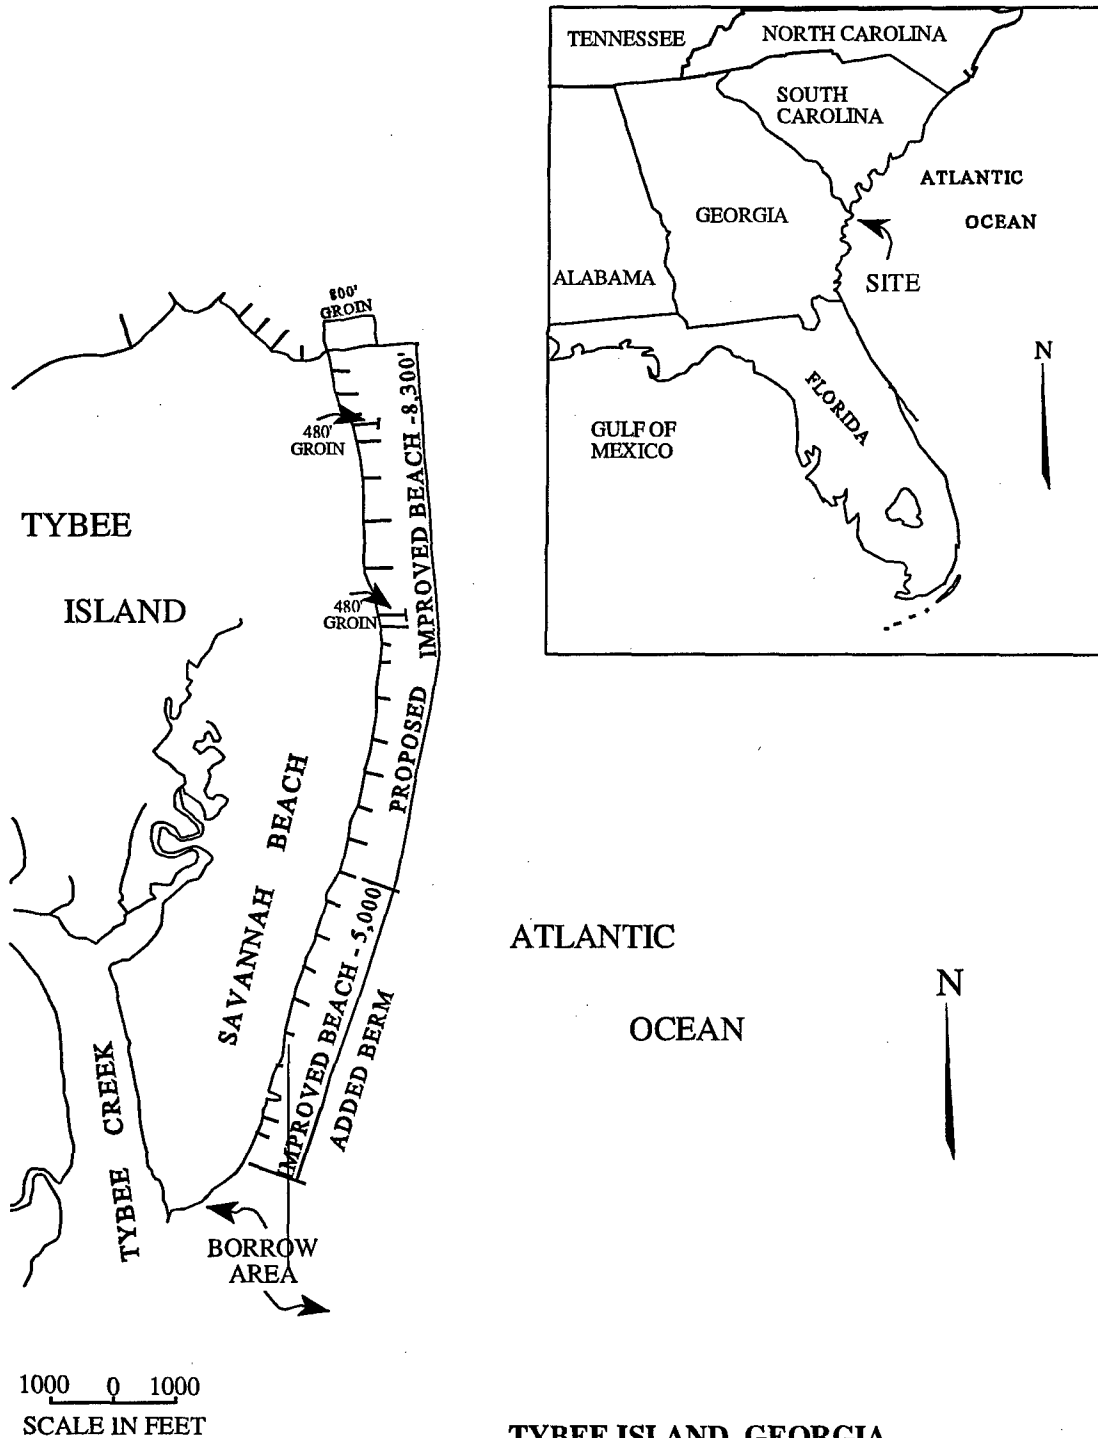 TENNESSEE
NORTH CAROLINA
SOUTH
CAROLINA
ATLANTIC
OCEAN
GEORGIA
ALABAMA
SITE
N
FLORIDA
GULF OF
MEXICO
800'
GROIN
480'
GROIN
480'
GROIN
PROPOSED IMPROVED BEACH -8,300'
TYBEE
ISLAND
SAVANNAH BEACH
IMPROVED BEACH - 5,000
ADDED BERM
TYBEE CREEK
ATLANTIC
OCEAN
N
BORROW
AREA
1000 0 1000
SCALE IN FEET
TYBEE ISLAND, GEORGIA